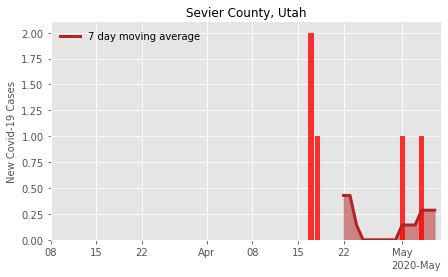 Sevier County, Utah
7 day moving average
New Covid-19 Cases
2.00
1.75
1.50
1.25
1.00
0.75
0.50
0.25
0.00
08 15 22 Apr 08 15 22 May
2020-May